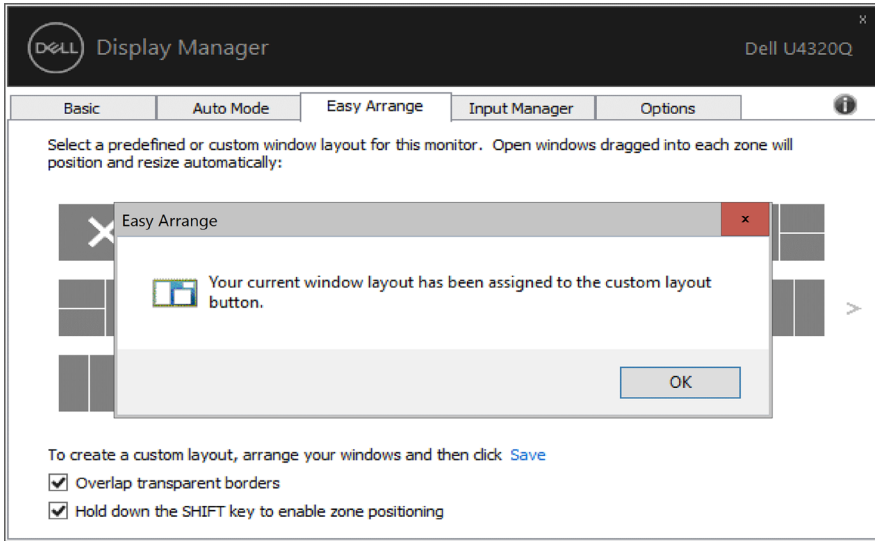 DELL Display Manager
x
Dell U4320Q
Basic
Auto Mode
Easy Arrange
Input Manager
Options
i
Select a predefined or custom window layout for this monitor. Open windows dragged into each zone will
position and resize automatically:
Easy Arrange
x
Your current window layout has been assigned to the custom layout
button.
OK
>
To create a custom layout, arrange your windows and then click Save
Overlap transparent borders
Hold down the SHIFT key to enable zone positioning